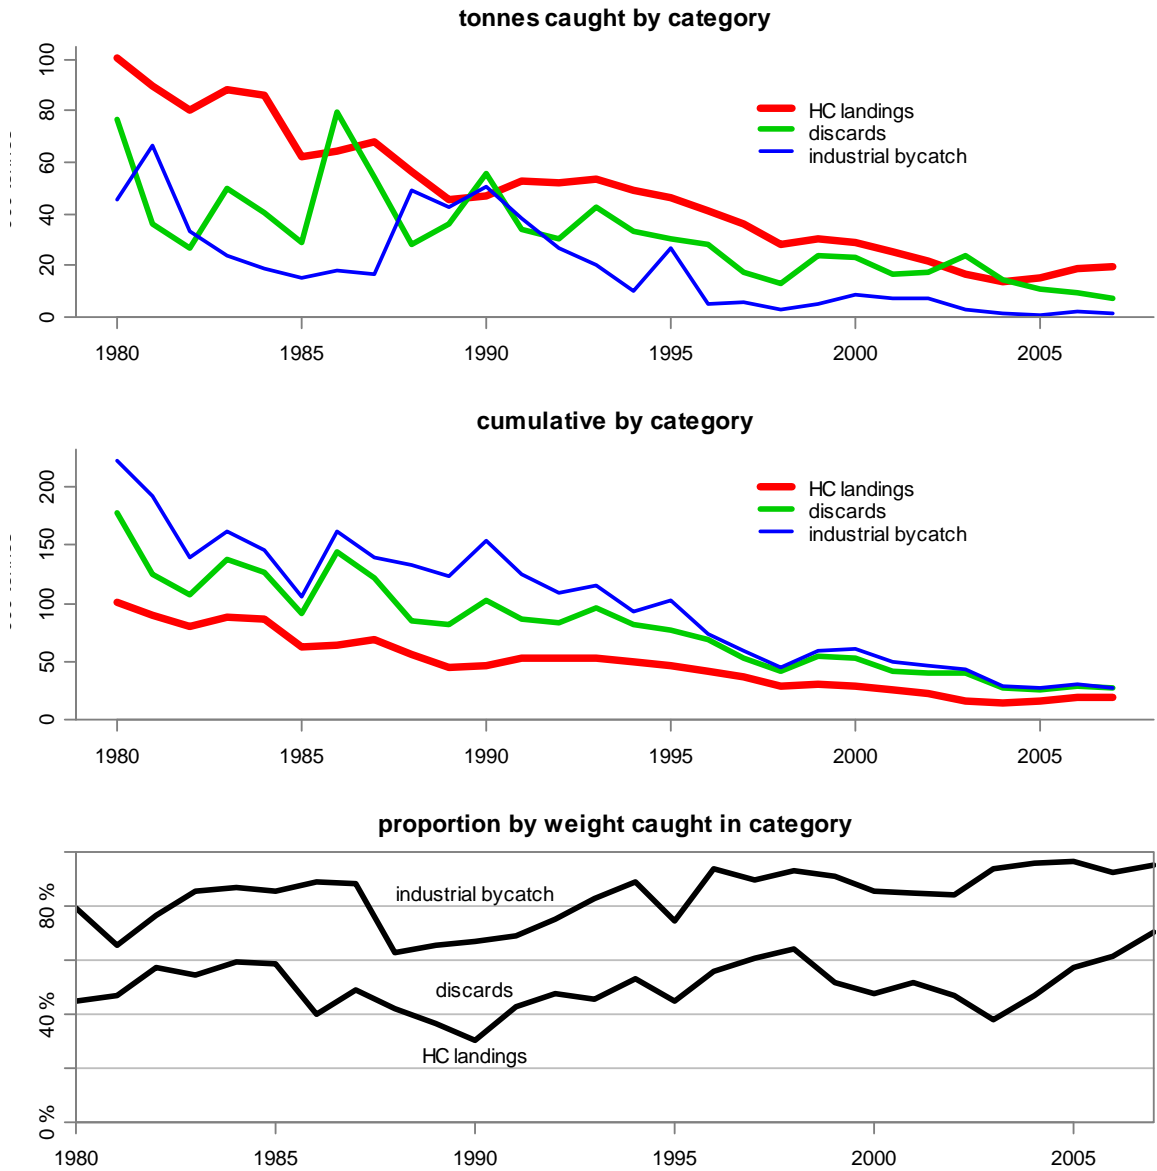 tonnes caught by category
100
80
60
40
20
0
HC landings
discards
industrial bycatch
1980 1985 1990 1995 2000 2005
cumulative by category
200
150
100
50
0
HC landings
discards
industrial bycatch
1980 1985 1990 1995 2000 2005
proportion by weight caught in category
80 %
40 %
0 %
industrial bycatch
discards
HC landings
1980 1985 1990 1995 2000 2005